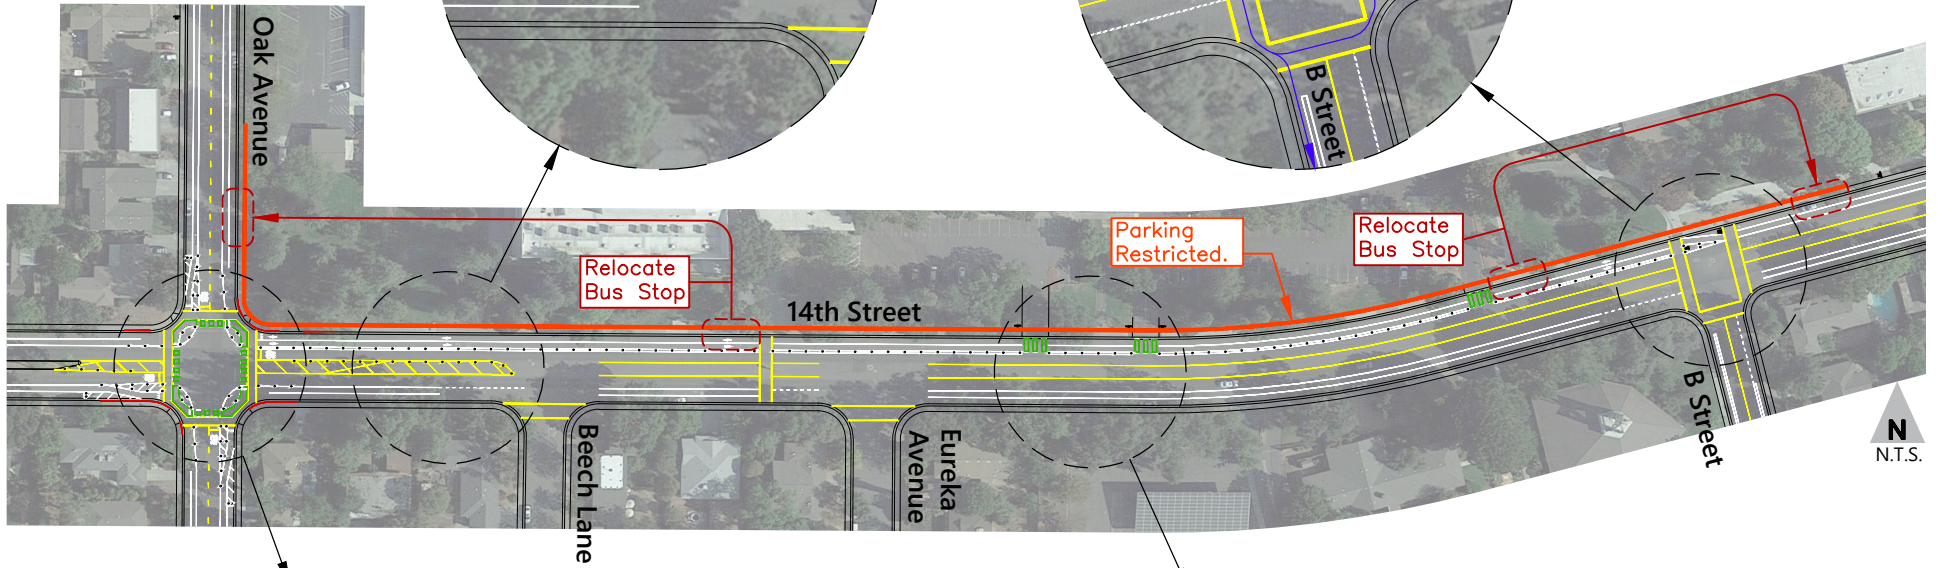 Oak Avenue
B Street
Parking
Restricted.
Relocate
Bus Stop
Relocate
Bus Stop
14th Street
B Street
Beech Lane
Eureka
Avenue
N
N.T.S.